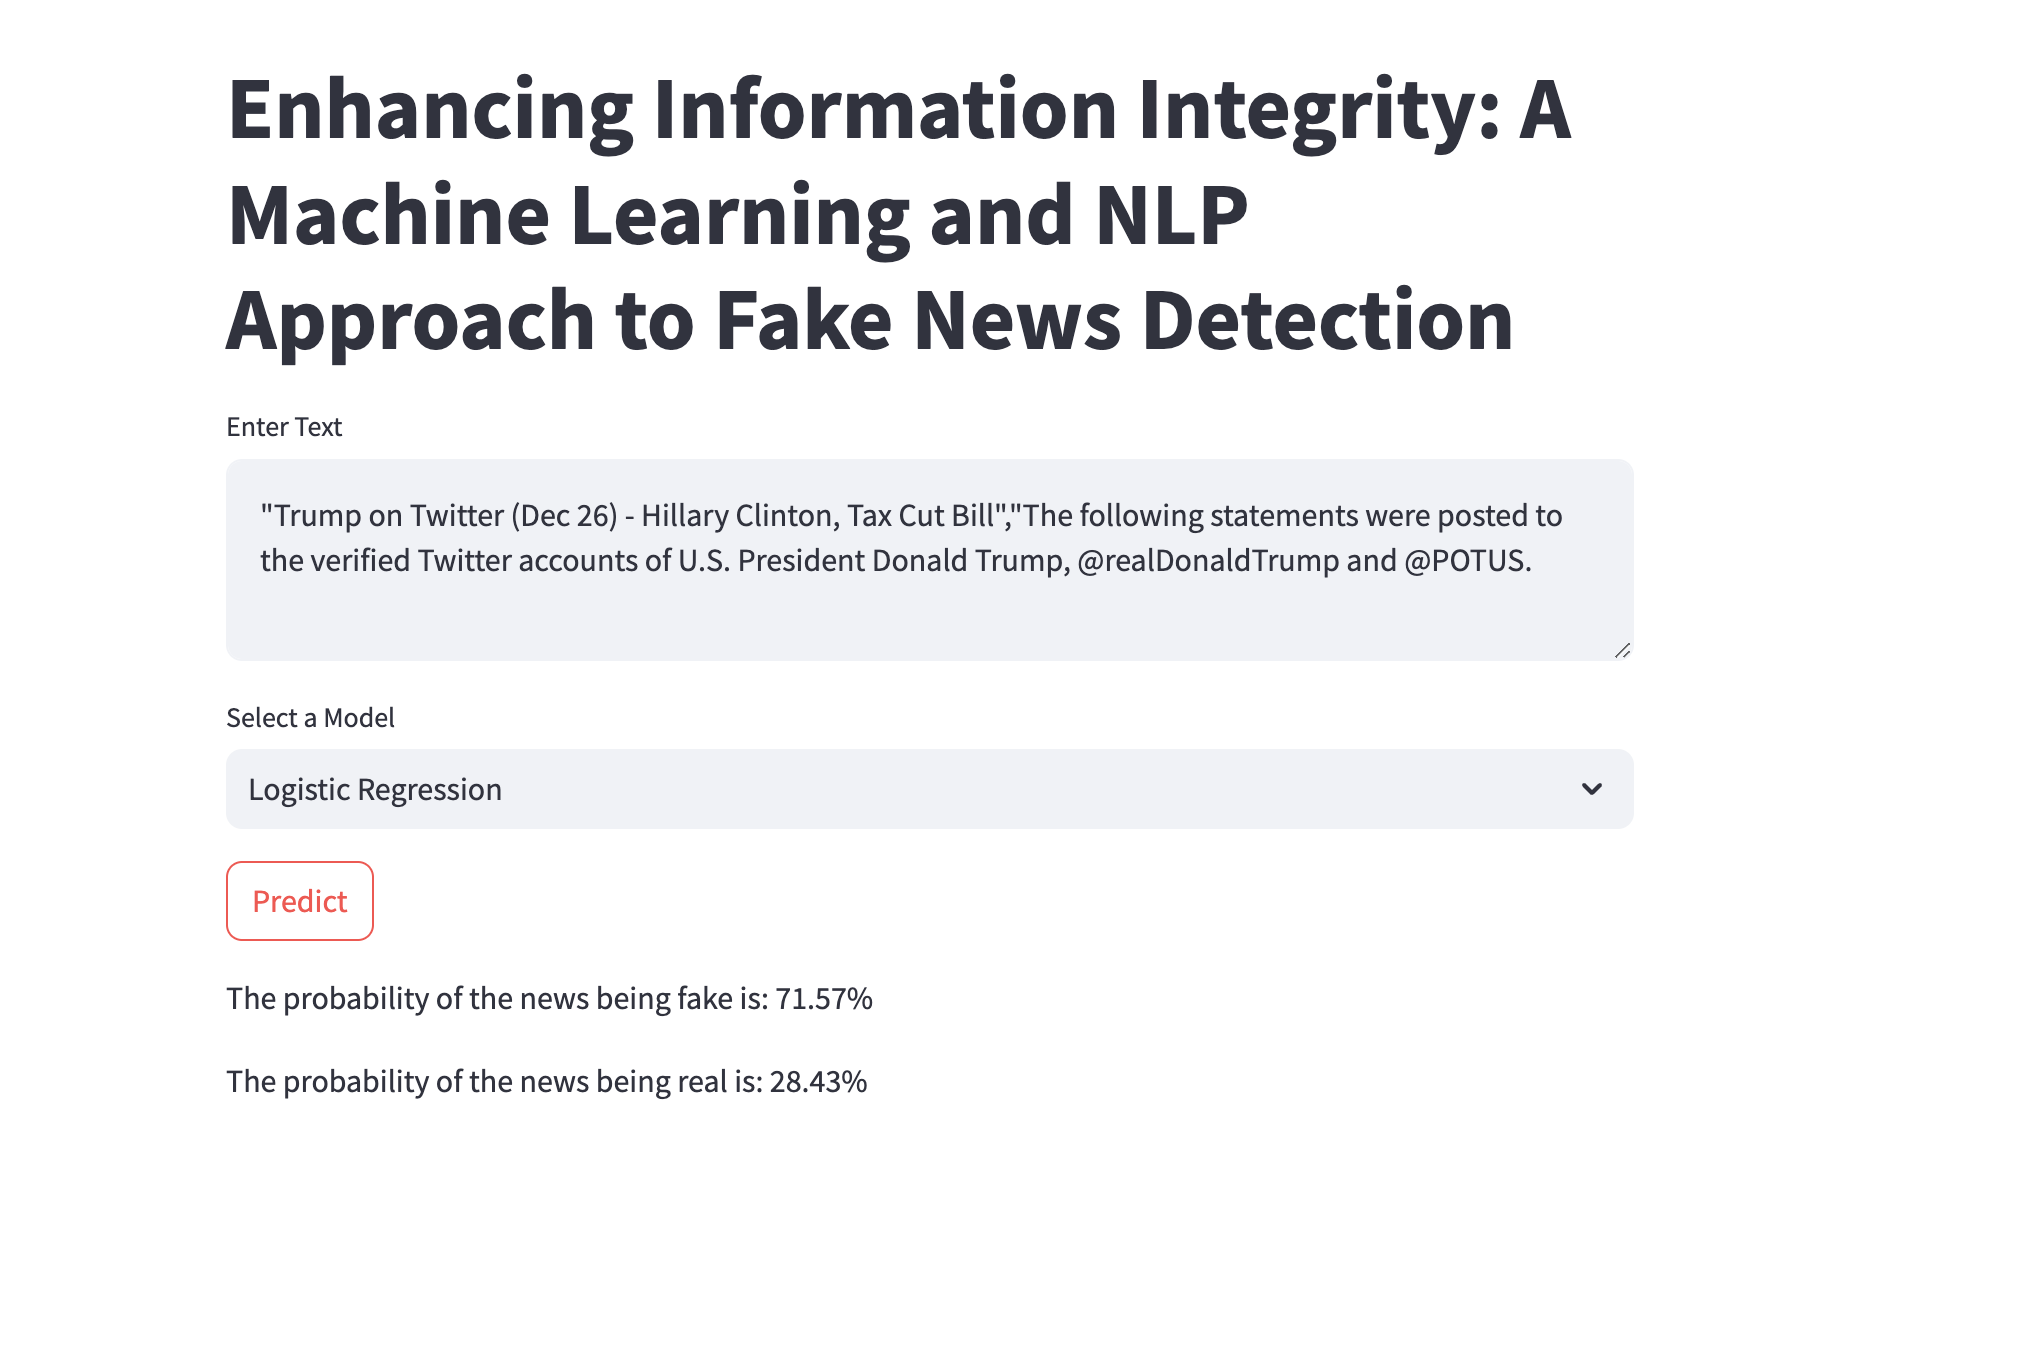 Enhancing Information Integrity: A
Machine Learning and NLP
Approach to Fake News Detection
Enter Text
"Trump on Twitter (Dec 26) - Hillary Clinton, Tax Cut Bill","The following statements were posted to
the verified Twitter accounts of U.S. President Donald Trump, @realDonaldTrump and @POTUS.
Select a Model
Logistic Regression
Predict
The probability of the news being fake is: 71.57%
The probability of the news being real is: 28.43%